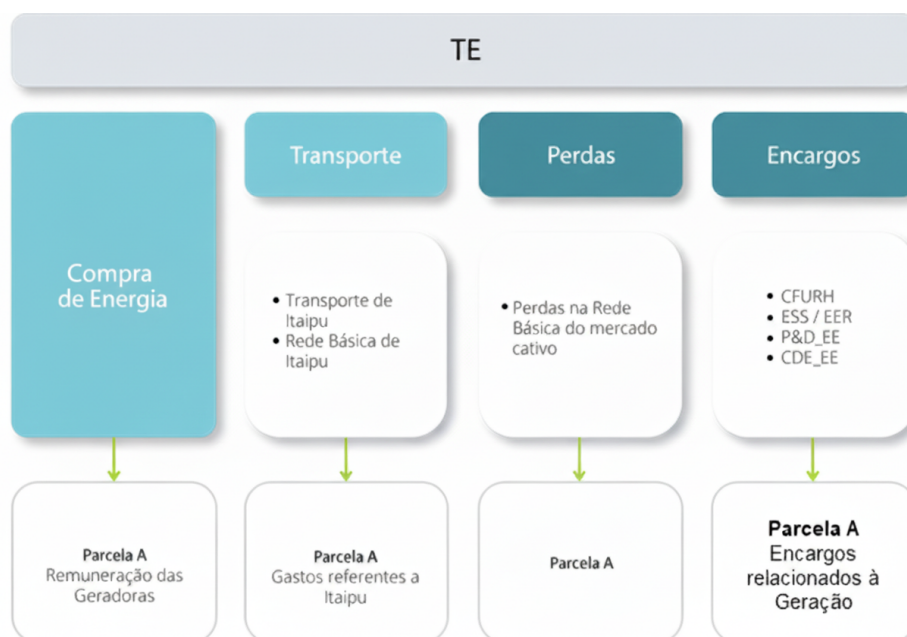 TE
Compra
de Energia
Transporte
Perdas
Encargos
• Transporte de
Itaipu
• Rede Básica de
Itaipu
• Perdas na Rede
Básica do mercado
cativo
• CFURH
• ESS / EER
• P&D_EE
• CDE_EE
Parcela A
Remuneração das
Geradoras
Parcela A
Gastos referentes a
Itaipu
Parcela A
Parcela A
Encargos
relacionados à
Geração